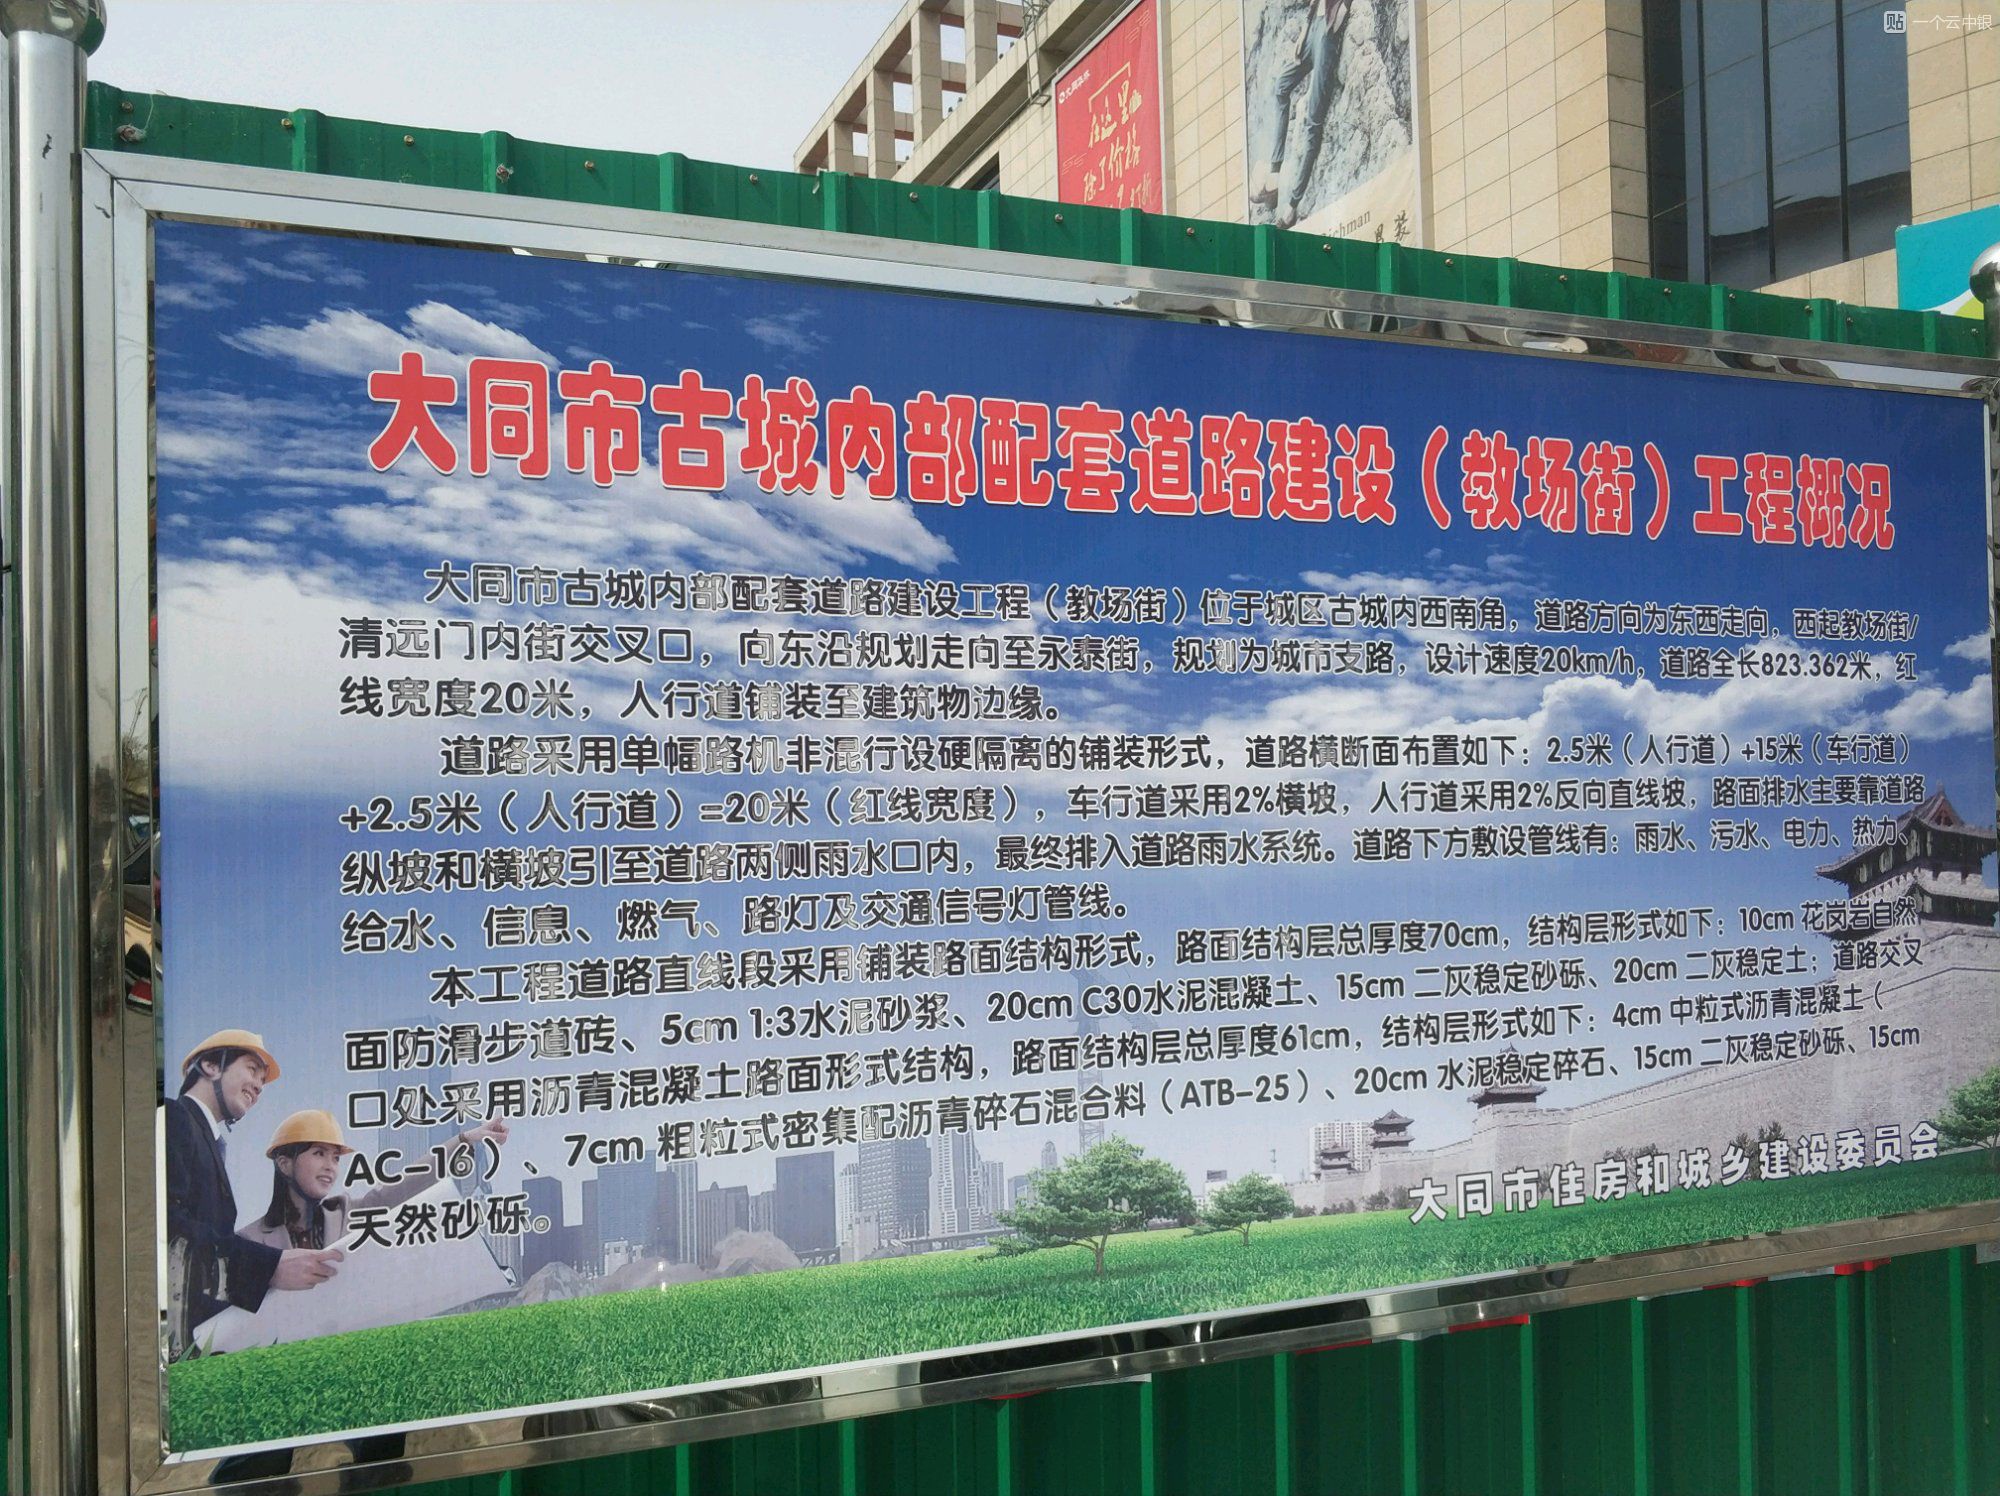 贴 一个云中银
在这里
除了价格
Richman
男装
大同市古城内部配套道路建设（教场街）工程概况
大同市古城内部配套道路建设工程（教场街）位于城区古城内西南角，道路方向为东西走向，西起教场街/
清远门内街交叉口，向东沿规划走向至永泰街，规划为城市支路，设计速度20km/h，道路全长823.362米，红
线宽度20米，人行道铺装至建筑物边缘。
道路采用单幅路机非混行设硬隔离的铺装形式，道路横断面布置如下：2.5米（人行道）+15米（车行道）
+2.5米（人行道）=20米（红线宽度），车行道采用2%横坡，人行道采用2%反向直线坡，路面排水主要靠道路
纵坡和横坡引至道路两侧雨水口内，最终排入道路雨水系统。道路下方敷设管线有：雨水、污水、电力、热力、
给水、信息、燃气、路灯及交通信号灯管线。
本工程道路直线段采用铺装路面结构形式，路面结构层总厚度70cm，结构层形式如下：10cm 花岗岩自然
面防滑步道砖、5cm 1:3水泥砂浆、20cm C30水泥混凝土、15cm 二灰稳定砂砾、20cm 二灰稳定土；道路交叉
口处采用沥青混凝土路面形式结构，路面结构层总厚度61cm，结构层形式如下：4cm 中粒式沥青混凝土（
AC-16）、7cm 粗粒式密集配沥青碎石混合料（ATB-25）、20cm 水泥稳定碎石、15cm 二灰稳定砂砾、15cm
天然砂砾。
大同市住房和城乡建设委员会